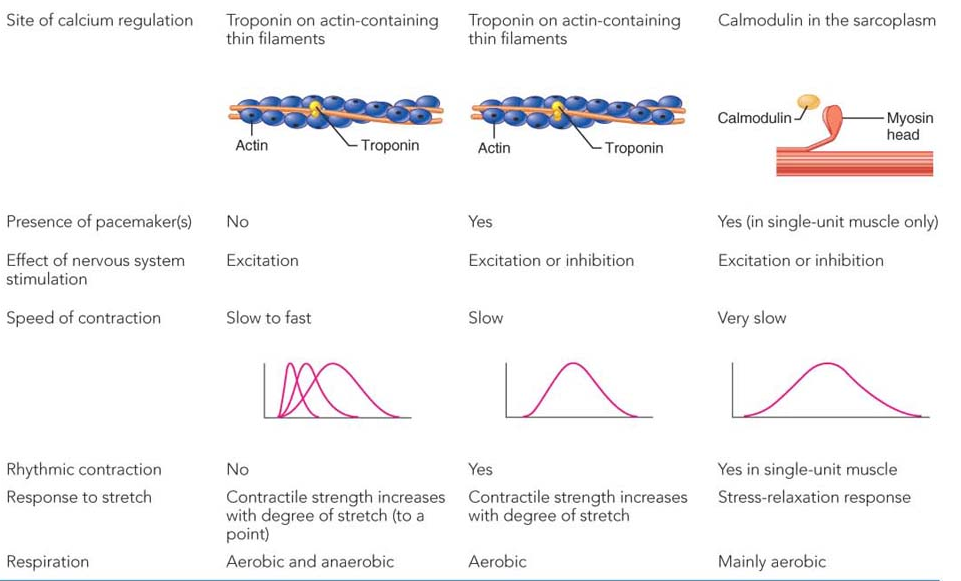 Site of calcium regulation
Troponin on actin-containing
thin filaments
Troponin on actin-containing
thin filaments
Calmodulin in the sarcoplasm
Actin
Troponin
Actin
Troponin
Calmodulin
Myosin
head
Presence of pacemaker(s)
No
Yes
Yes (in single-unit muscle only)
Effect of nervous system
stimulation
Excitation
Excitation or inhibition
Excitation or inhibition
Speed of contraction
Slow to fast
Slow
Very slow
Rhythmic contraction
No
Yes
Yes in single-unit muscle
Response to stretch
Contractile strength increases
with degree of stretch (to a
point)
Contractile strength increases
with degree of stretch
Stress-relaxation response
Respiration
Aerobic and anaerobic
Aerobic
Mainly aerobic